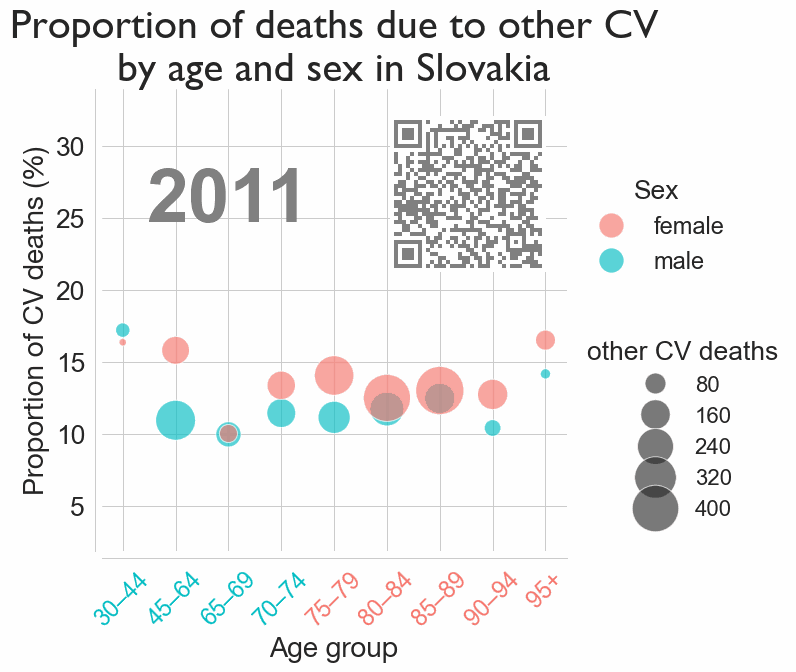 Proportion of deaths due to other CV
by age and sex in Slovakia
Proportion of CV deaths (%)
30
25
20
15
10
5
2011
Sex
female
male
other CV deaths
80
160
240
320
400
30–44
45–64
65–69
70–74
75–79
80–84
85–89
90–94
95+
Age group